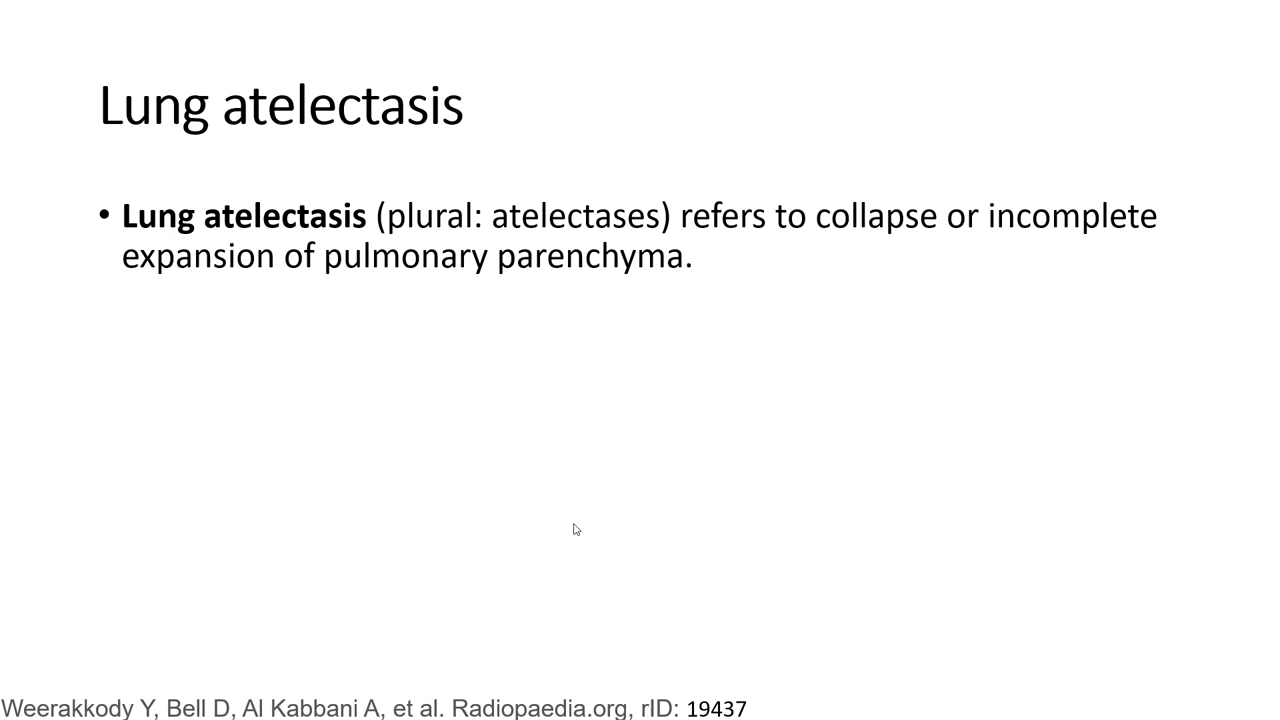 Lung atelectasis
• Lung atelectasis (plural: atelectases) refers to collapse or incomplete
expansion of pulmonary parenchyma.
Weerakkody Y, Bell D, Al Kabbani A, et al. Radiopaedia.org, rID: 19437